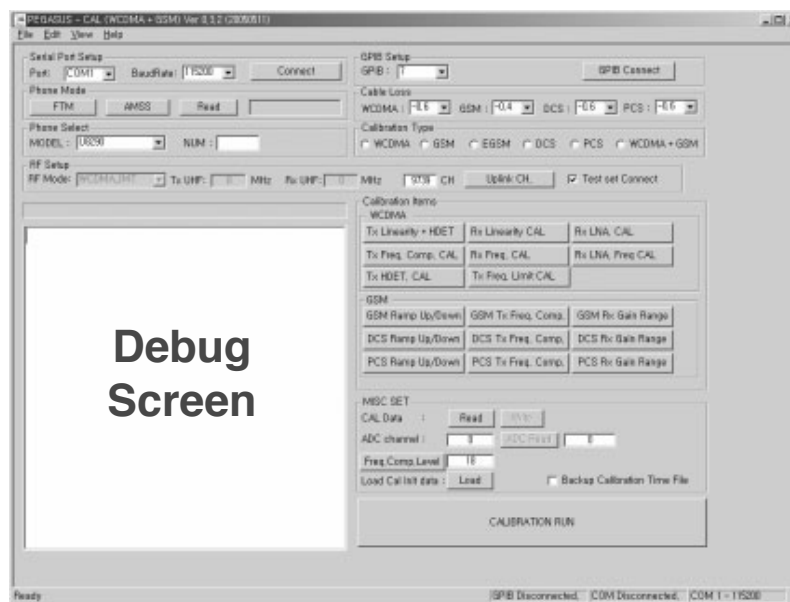 PEGASUS - CAL (WCDMA + GSM) Ver 0,3,2 (20050511)
File Edit View Help
Serial Port Setup
Port: COM1 BaudRate: 115200 Connect
GPIB Setup
GPIB : 1 GPIB Connect
Phone Mode
FTM AMSS Read
Cable Loss
WCDMA : -0.6 GSM : -0.4 DCS : -0.6 PCS : -0.6
Phone Select
MODEL : U8290 NUM :
Calibration Type
WCDMA GSM EGSM DCS PCS WCDMA + GSM
RF Setup
RF Mode: WCDMA_IMT Tx UHF: 0 MHz Rx UHF: 0 MHz 9750 CH Uplink CH, Test set Connect
Calibration Items
WCDMA
Tx Linearity + HDET Rx Linearity CAL Rx LNA, CAL
Tx Freq, Comp, CAL Rx Freq, CAL Rx LNA, Freq CAL
Tx HDET, CAL Tx Freq, Limit CAL
GSM
GSM Ramp Up/Down GSM Tx Freq, Comp, GSM Rx Gain Range
DCS Ramp Up/Down DCS Tx Freq, Comp, DCS Rx Gain Range
PCS Ramp Up/Down PCS Tx Freq, Comp, PCS Rx Gain Range
Debug
Screen
MISC SET
CAL Data : Read Write
ADC channel : 0 ADC Read 0
Freq,Comp,Level 16
Load Cal Init data : Load Backup Calibration Time File
CALIBRATION RUN
Ready GPIB Disconnected, COM Disconnected, COM 1 - 115200